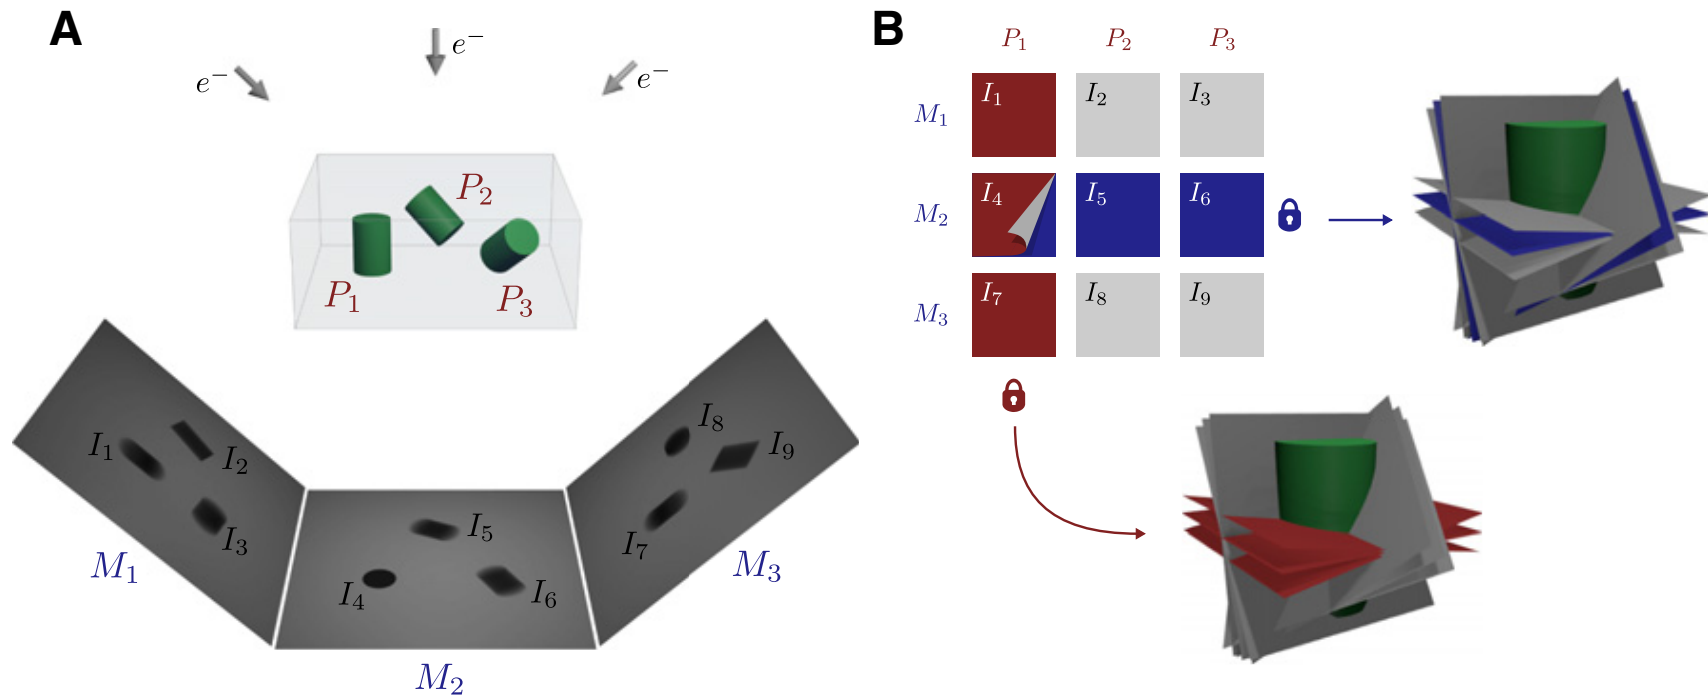 A
e⁻
e⁻
e⁻
P₂
P₁
P₃
I₁
I₂
I₃
M₁
I₅
I₄
I₆
M₂
I₈
I₉
I₇
M₃
B
P₁ P₂ P₃
M₁ I₁ I₂ I₃
M₂ I₄ I₅ I₆
M₃ I₇ I₈ I₉